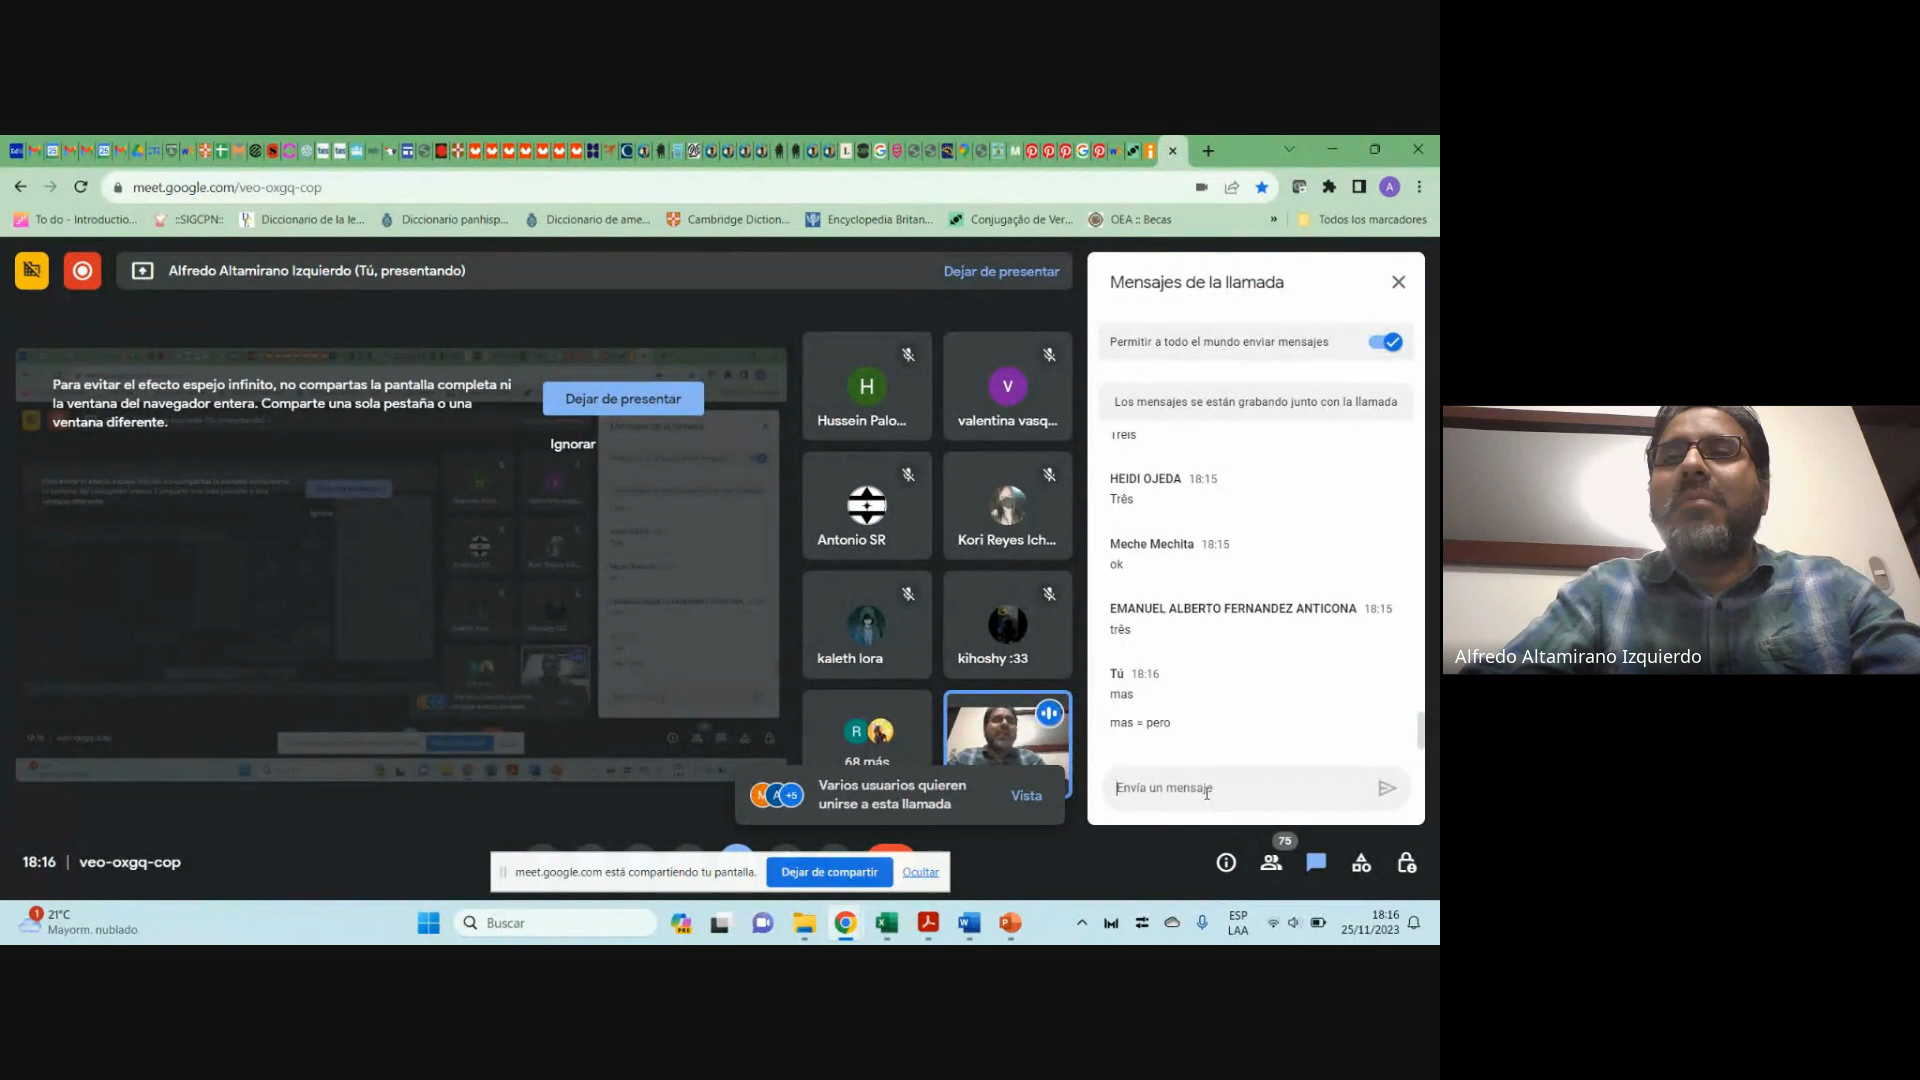 meet.google.com/veo-oxgq-cop
A
To do - Introductio...
::SIGCPN::
Diccionario de la le...
Diccionario panhisp...
Diccionario de ame...
Cambridge Diction...
Encyclopedia Britan...
Conjugação de Ver...
OEA :: Becas
»
Todos los marcadores
Alfredo Altamirano Izquierdo (Tú, presentando)
Dejar de presentar
Para evitar el efecto espejo infinito, no compartas la pantalla completa ni
la ventana del navegador entera. Comparte una sola pestaña o una
ventana diferente.
Dejar de presentar
Ignorar
H
Hussein Palo...
V
valentina vasq...
Antonio SR
Kori Reyes Ich...
kaleth lora
kihoshy :33
R
68 más
+5
Varios usuarios quieren
unirse a esta llamada
Vista
Mensajes de la llamada
Permitir a todo el mundo enviar mensajes
Los mensajes se están grabando junto con la llamada
HEIDI OJEDA 18:15
Três
Meche Mechita 18:15
ok
EMANUEL ALBERTO FERNANDEZ ANTICONA 18:15
três
Tú 18:16
mas
mas = pero
Envía un mensaje
75
18:16 | veo-oxgq-cop
meet.google.com está compartiendo tu pantalla.
Dejar de compartir
Ocultar
1
21°C
Mayorm. nublado
Buscar
PRE
ESP
LAA
18:16
25/11/2023
Alfredo Altamirano Izquierdo